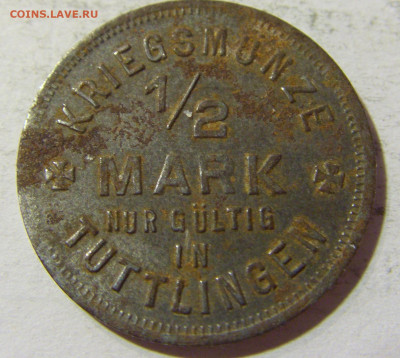 COINS.LAVE.RU
KRIEGSMÜNZE
1/2
MARK
NUR GÜLTIG
IN
TUTTLINGEN